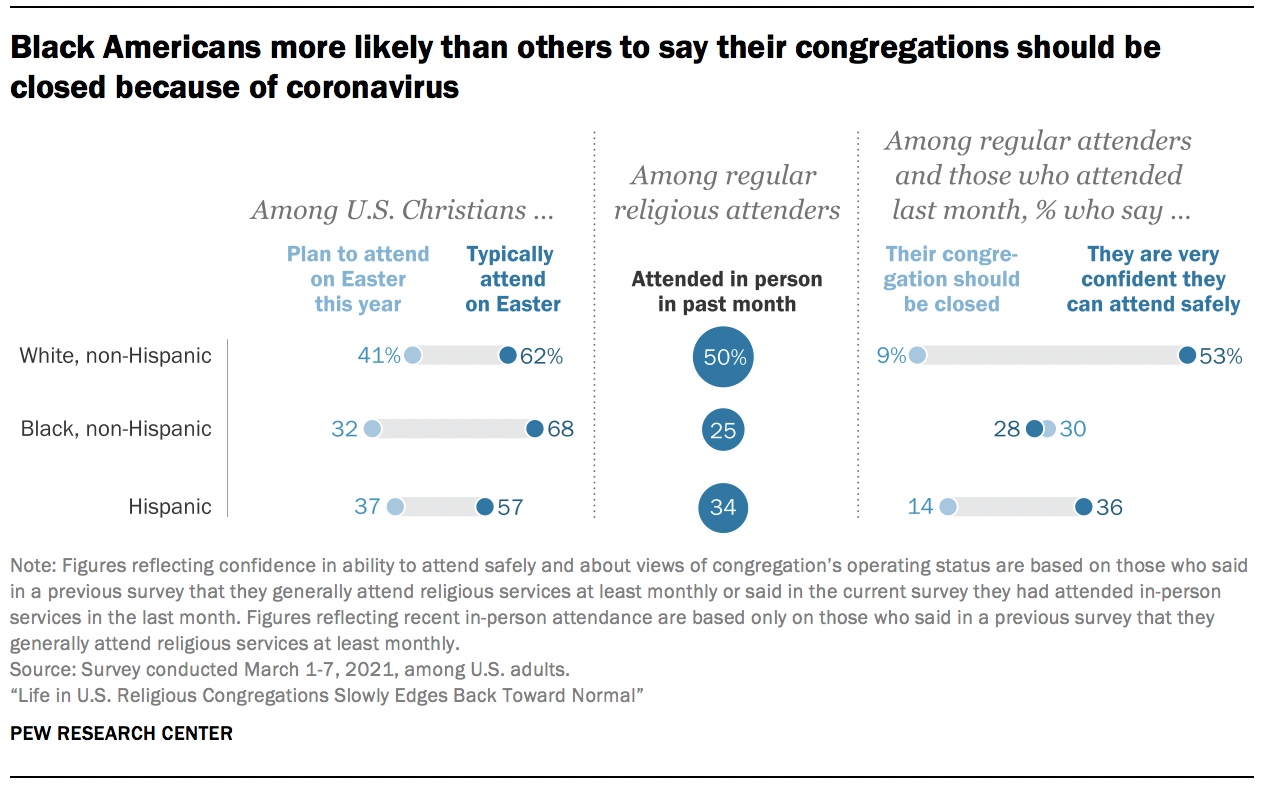 Black Americans more likely than others to say their congregations should be
closed because of coronavirus
Among U.S. Christians ...
Among regular
religious attenders
Among regular attenders
and those who attended
last month, % who say ...
Plan to attend
on Easter
this year
Typically
attend
on Easter
Attended in person
in past month
Their congre-
gation should
be closed
They are very
confident they
can attend safely
White, non-Hispanic 41% 62% 50% 9% 53%
Black, non-Hispanic 32 68 25 28 30
Hispanic 37 57 34 14 36
Note: Figures reflecting confidence in ability to attend safely and about views of congregation’s operating status are based on those who said
in a previous survey that they generally attend religious services at least monthly or said in the current survey they had attended in-person
services in the last month. Figures reflecting recent in-person attendance are based only on those who said in a previous survey that they
generally attend religious services at least monthly.
Source: Survey conducted March 1-7, 2021, among U.S. adults.
“Life in U.S. Religious Congregations Slowly Edges Back Toward Normal”
PEW RESEARCH CENTER